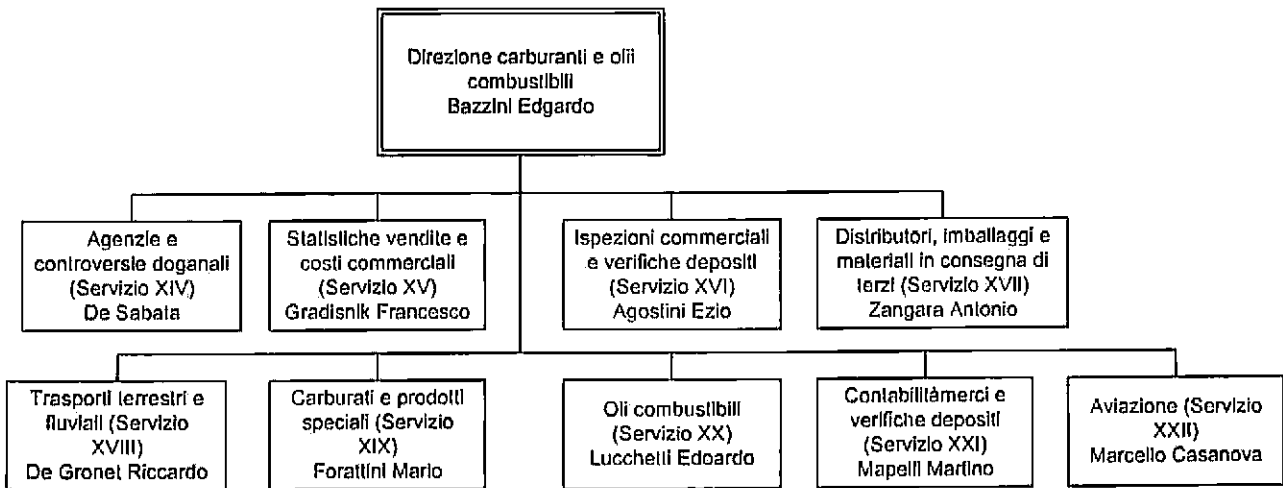 Direzione carburanti e olii
combustibili
Bazzini Edgardo
Agenzie e
controversie doganali
(Servizio XIV)
De Sabata
Statistiche vendite e
costi commerciali
(Servizio XV)
Gradisnik Francesco
Ispezioni commerciali
e verifiche depositi
(Servizio XVI)
Agostini Ezio
Distributori, imballaggi e
materiali in consegna di
terzi (Servizio XVII)
Zangara Antonio
Trasporti terrestri e
fluviali (Servizio
XVIII)
De Gronet Riccardo
Carburati e prodotti
speciali (Servizio
XIX)
Forattini Mario
Oli combustibili
(Servizio XX)
Lucchetti Edoardo
Contabilitàmerci e
verifiche depositi
(Servizio XXI)
Mapelli Martino
Aviazione (Servizio
XXII)
Marcello Casanova